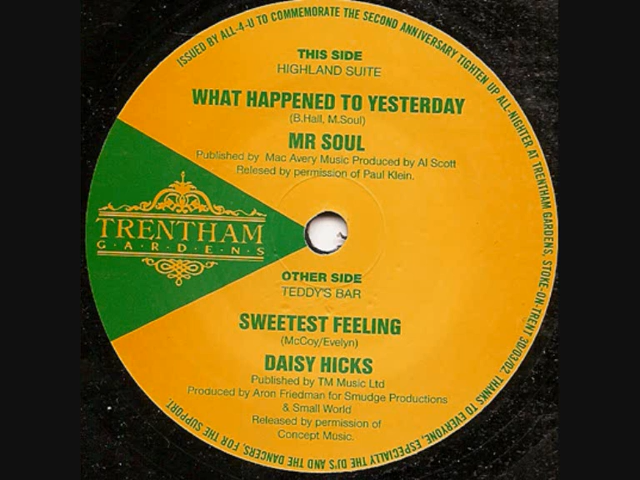 ISSUED BY ALL-4-U TO COMMEMORATE THE SECOND ANNIVERSARY TIGHTEN UP ALL-NIGHTER AT TRENTHAM GARDENS, STOKE-ON-TRENT 30/03/02. THANKS TO EVERYONE, ESPECIALLY THE DJ'S AND THE DANCERS, FOR THE SUPPORT.
THIS SIDE
HIGHLAND SUITE
WHAT HAPPENED TO YESTERDAY
(B.Hall, M.Soul)
MR SOUL
Published by Mac Avery Music Produced by Al Scott
Relesed by permission of Paul Klein.
TRENTHAM
G·A·R·D·E·N·S
OTHER SIDE
TEDDY'S BAR
SWEETEST FEELING
(McCoy/Evelyn)
DAISY HICKS
Published by TM Music Ltd
Produced by Aron Friedman for Smudge Productions
& Small World
Released by permission of
Concept Music.